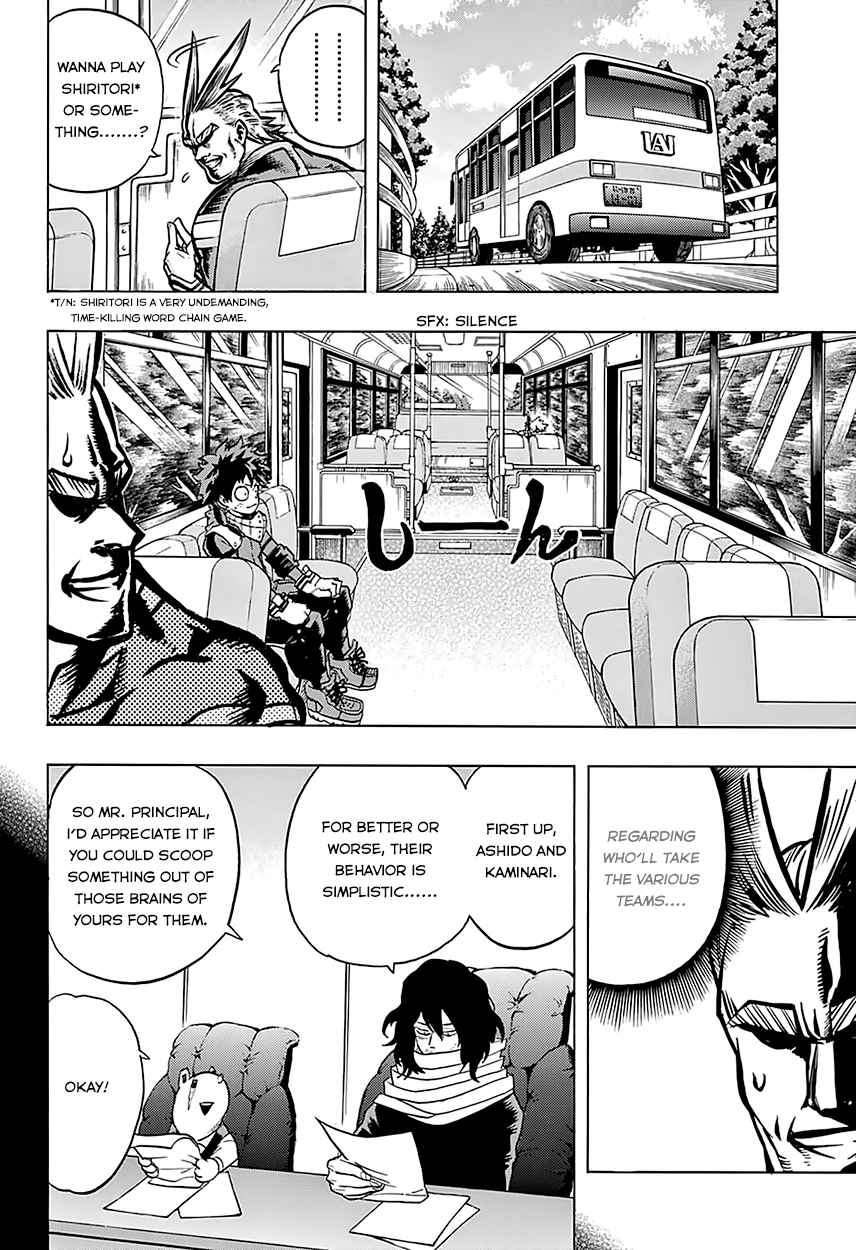 UA
.........
WANNA PLAY
SHIRITORI*
OR SOME-
THING.......?
*T/N: SHIRITORI IS A VERY UNDEMANDING,
TIME-KILLING WORD CHAIN GAME.
SFX: SILENCE
しーん
REGARDING
WHO'LL TAKE
THE VARIOUS
TEAMS....
FIRST UP,
ASHIDO AND
KAMINARI.
FOR BETTER OR
WORSE, THEIR
BEHAVIOR IS
SIMPLISTIC......
SO MR. PRINCIPAL,
I'D APPRECIATE IT IF
YOU COULD SCOOP
SOMETHING OUT OF
THOSE BRAINS OF
YOURS FOR THEM.
OKAY!